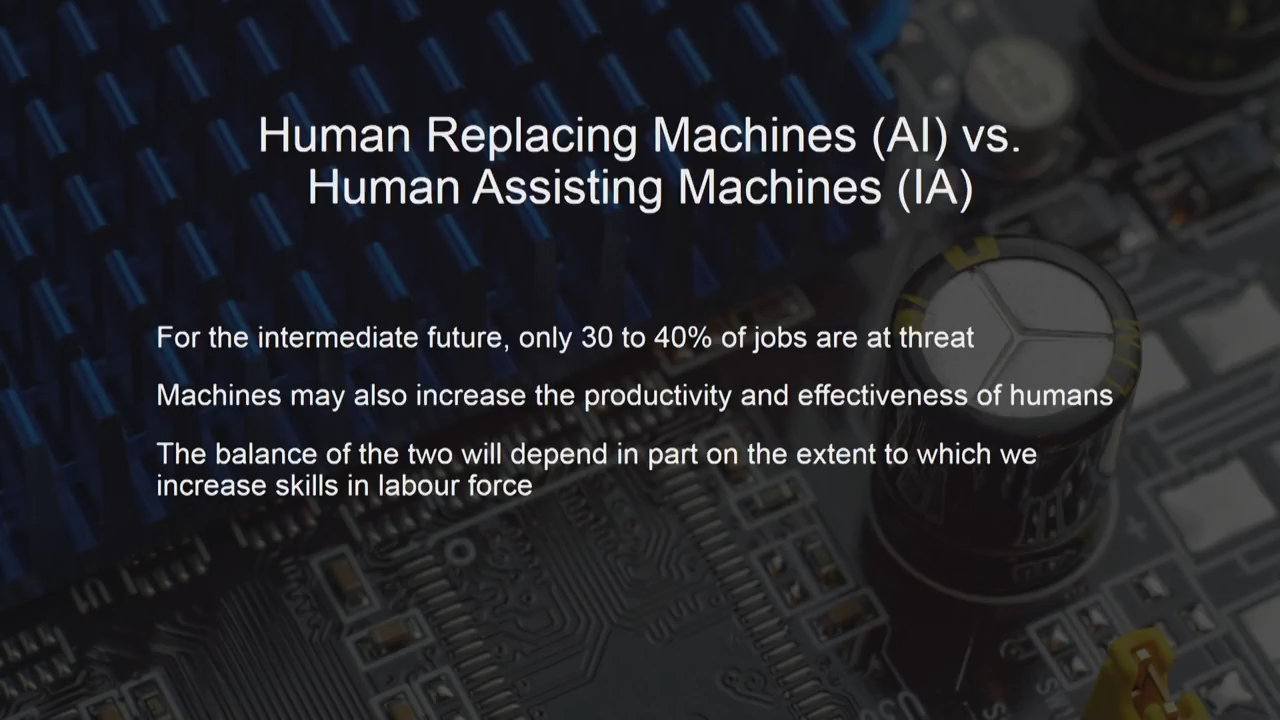 Human Replacing Machines (AI) vs.
Human Assisting Machines (IA)
For the intermediate future, only 30 to 40% of jobs are at threat
Machines may also increase the productivity and effectiveness of humans
The balance of the two will depend in part on the extent to which we
increase skills in labour force